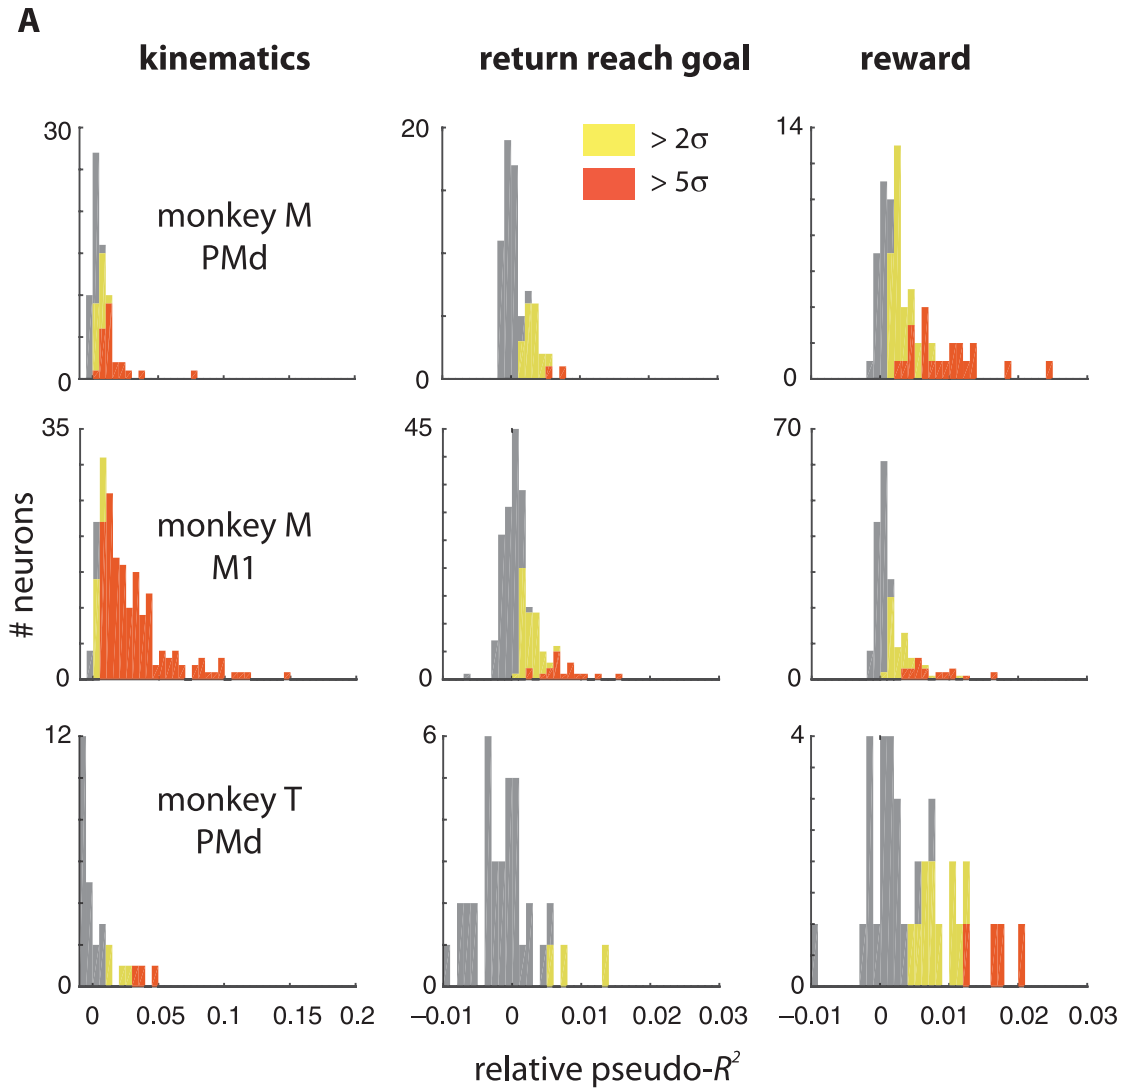 A
kinematics
return reach goal
reward
30
monkey M
PMd
0
20
> 2σ
> 5σ
0
14
0
# neurons
35
monkey M
M1
0
45
0
70
0
12
monkey T
PMd
0
0 0.05 0.1 0.15 0.2
6
0
−0.01 0 0.01 0.02 0.03
4
0
−0.01 0 0.01 0.02 0.03
relative pseudo-R²